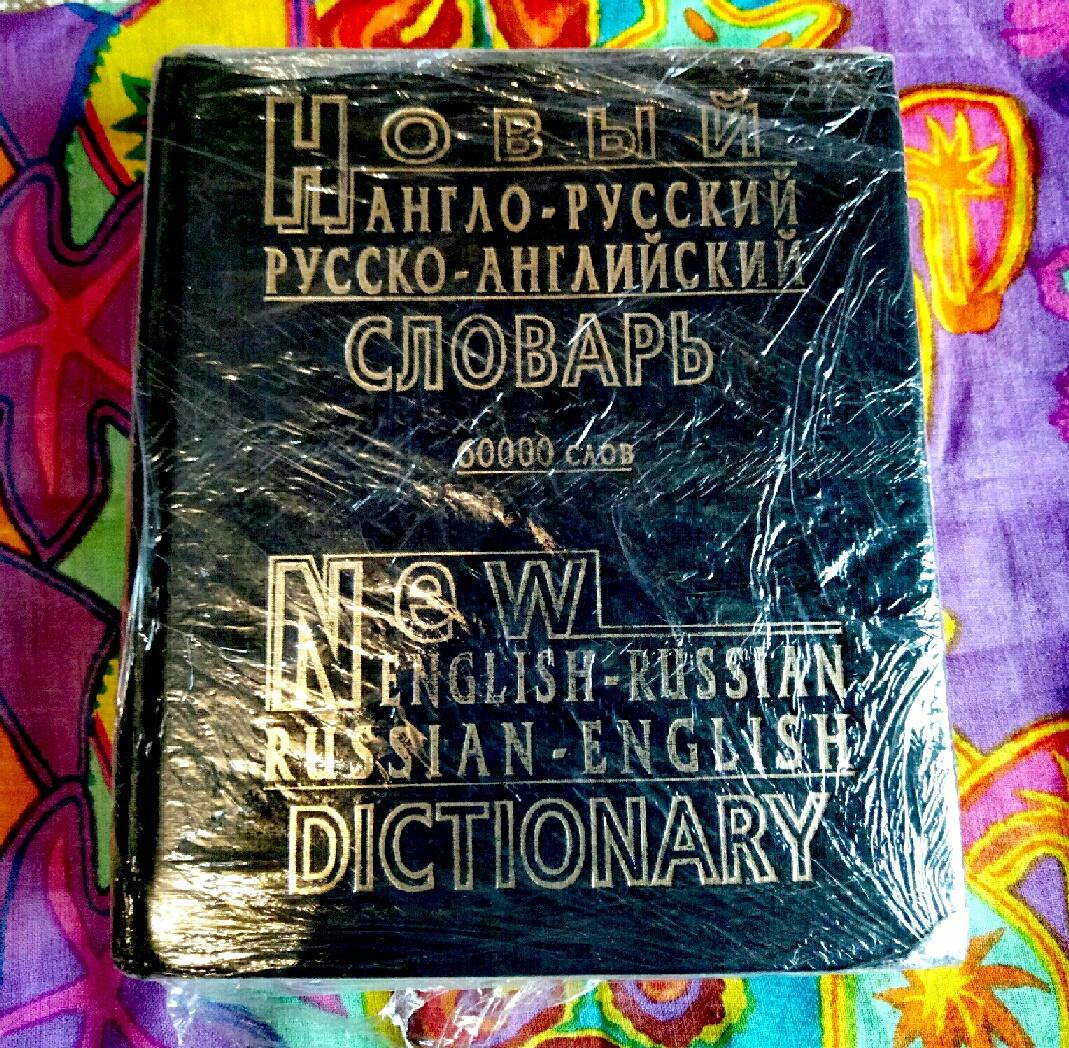 Новый
АНГЛО-РУССКИЙ
РУССКО-АНГЛИЙСКИЙ
СЛОВАРЬ
60000 слов
New
ENGLISH-RUSSIAN
RUSSIAN-ENGLISH
DICTIONARY